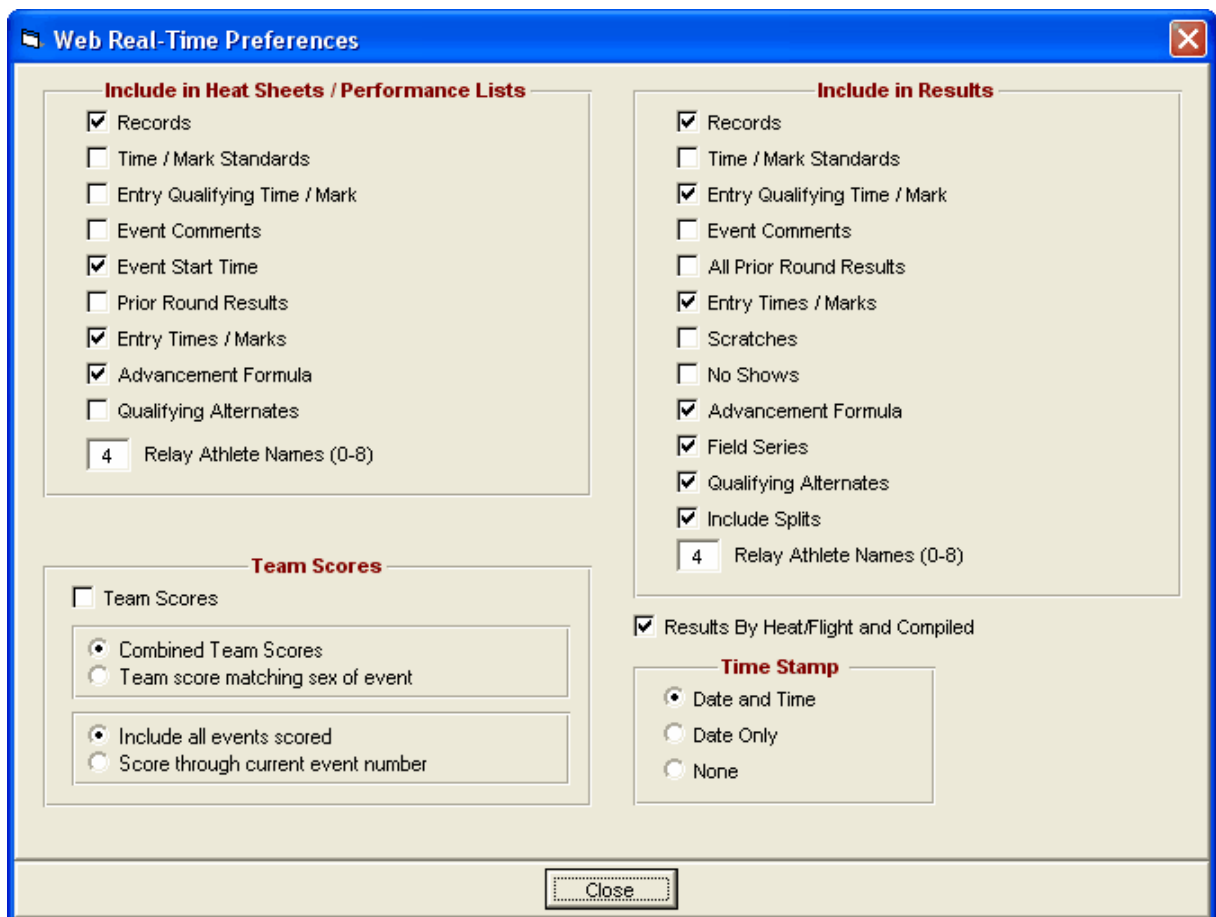 Web Real-Time Preferences
Include in Heat Sheets / Performance Lists
Records
Time / Mark Standards
Entry Qualifying Time / Mark
Event Comments
Event Start Time
Prior Round Results
Entry Times / Marks
Advancement Formula
Qualifying Alternates
4 Relay Athlete Names (0-8)
Team Scores
Team Scores
Combined Team Scores
Team score matching sex of event
Include all events scored
Score through current event number
Include in Results
Records
Time / Mark Standards
Entry Qualifying Time / Mark
Event Comments
All Prior Round Results
Entry Times / Marks
Scratches
No Shows
Advancement Formula
Field Series
Qualifying Alternates
Include Splits
4 Relay Athlete Names (0-8)
Results By Heat/Flight and Compiled
Time Stamp
Date and Time
Date Only
None
Close